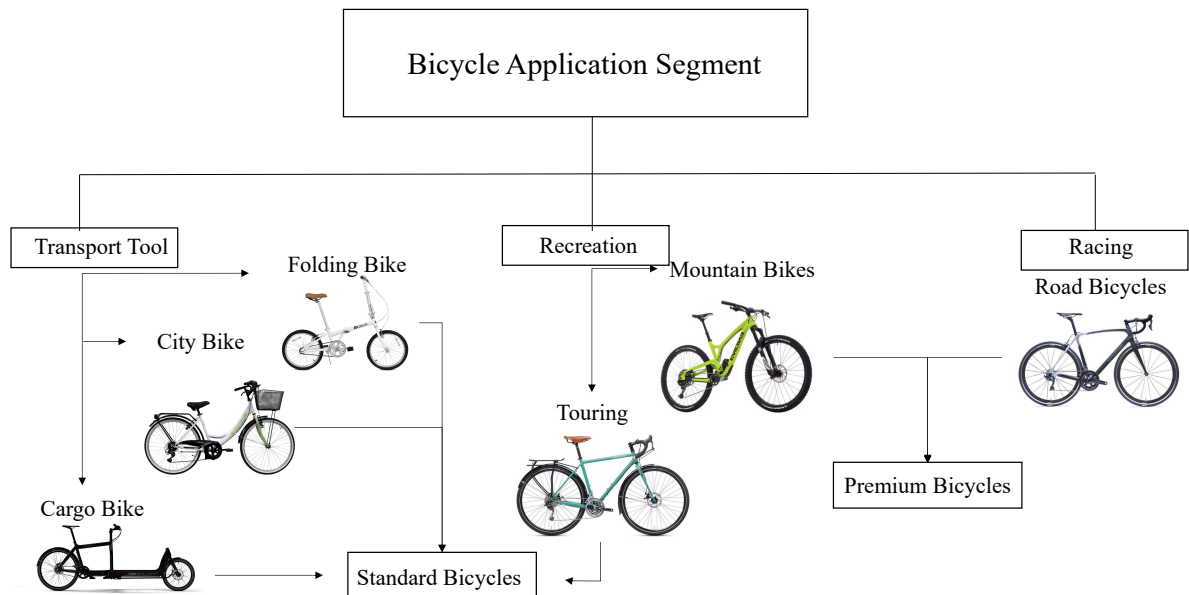 Bicycle Application Segment
Transport Tool
Recreation
Racing
Folding Bike
Mountain Bikes
Road Bicycles
City Bike
Touring
Premium Bicycles
Cargo Bike
Standard Bicycles